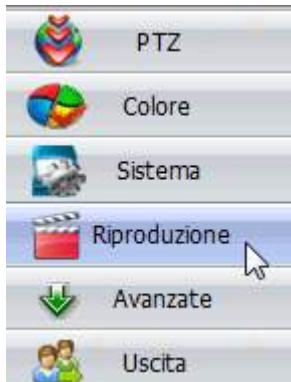 PTZ
Colore
Sistema
Riproduzione
Avanzate
Uscita